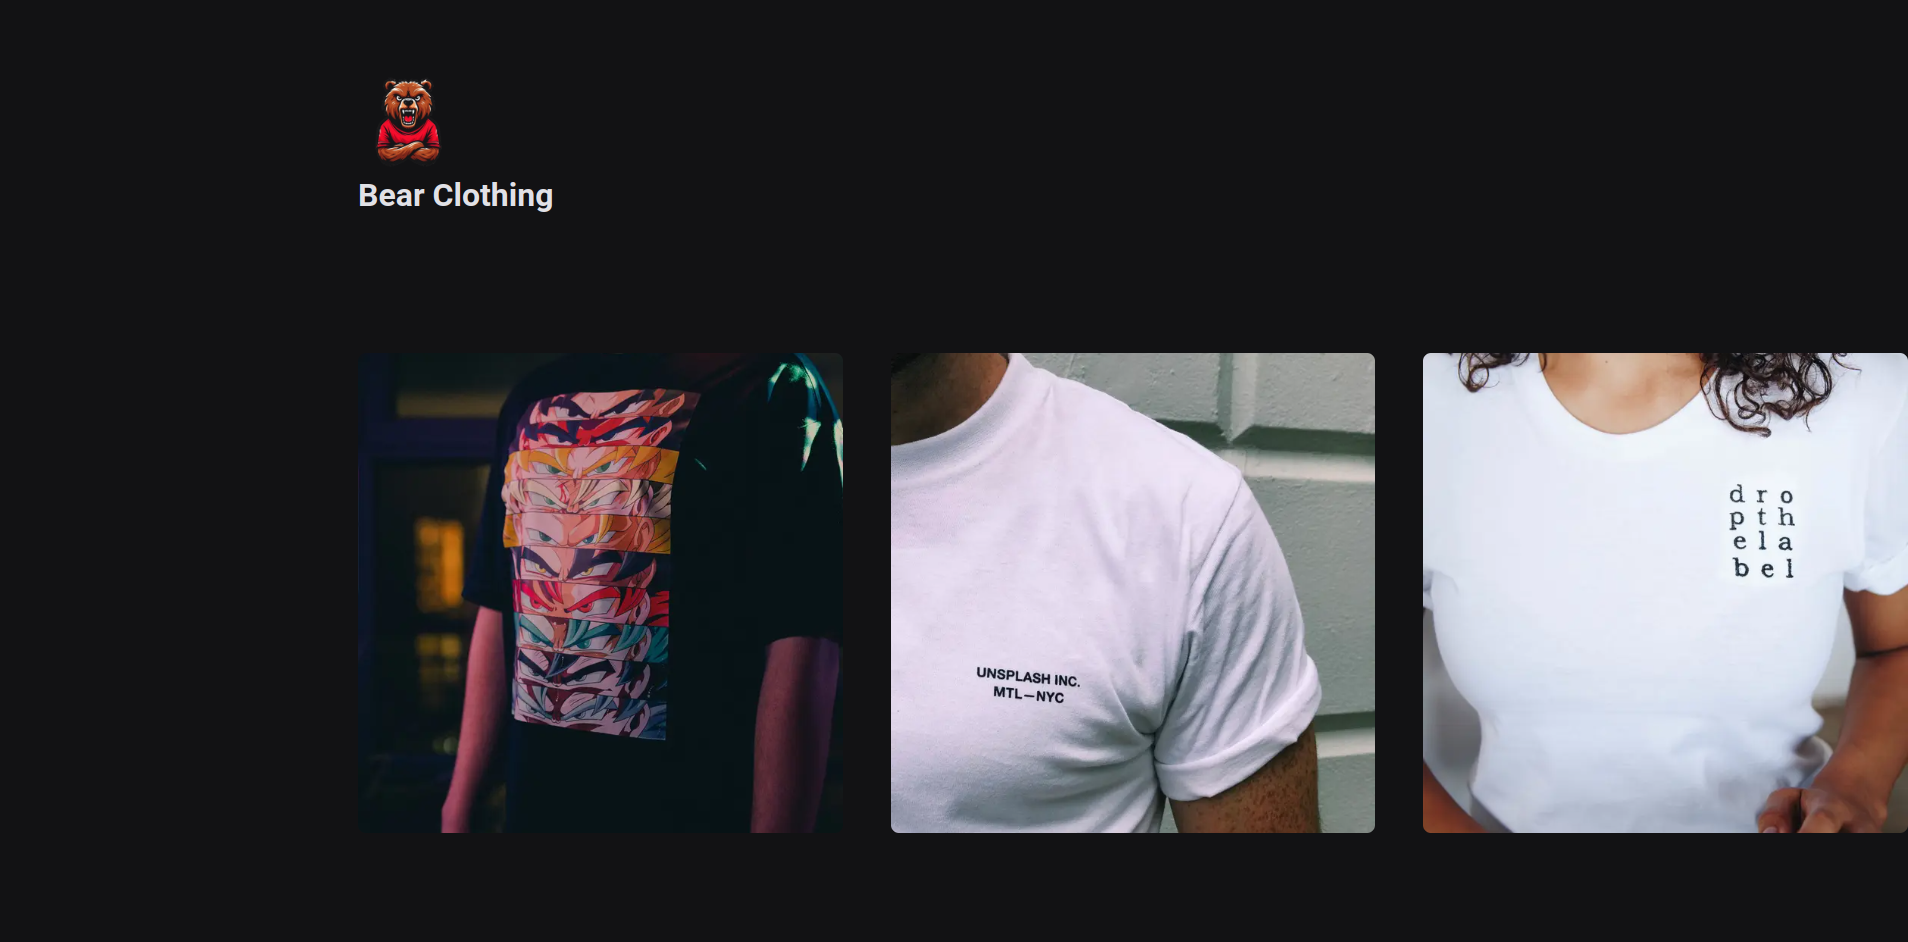 Bear Clothing
UNSPLASH INC.
MTL—NYC
d r o
p t h
e l a
b e l